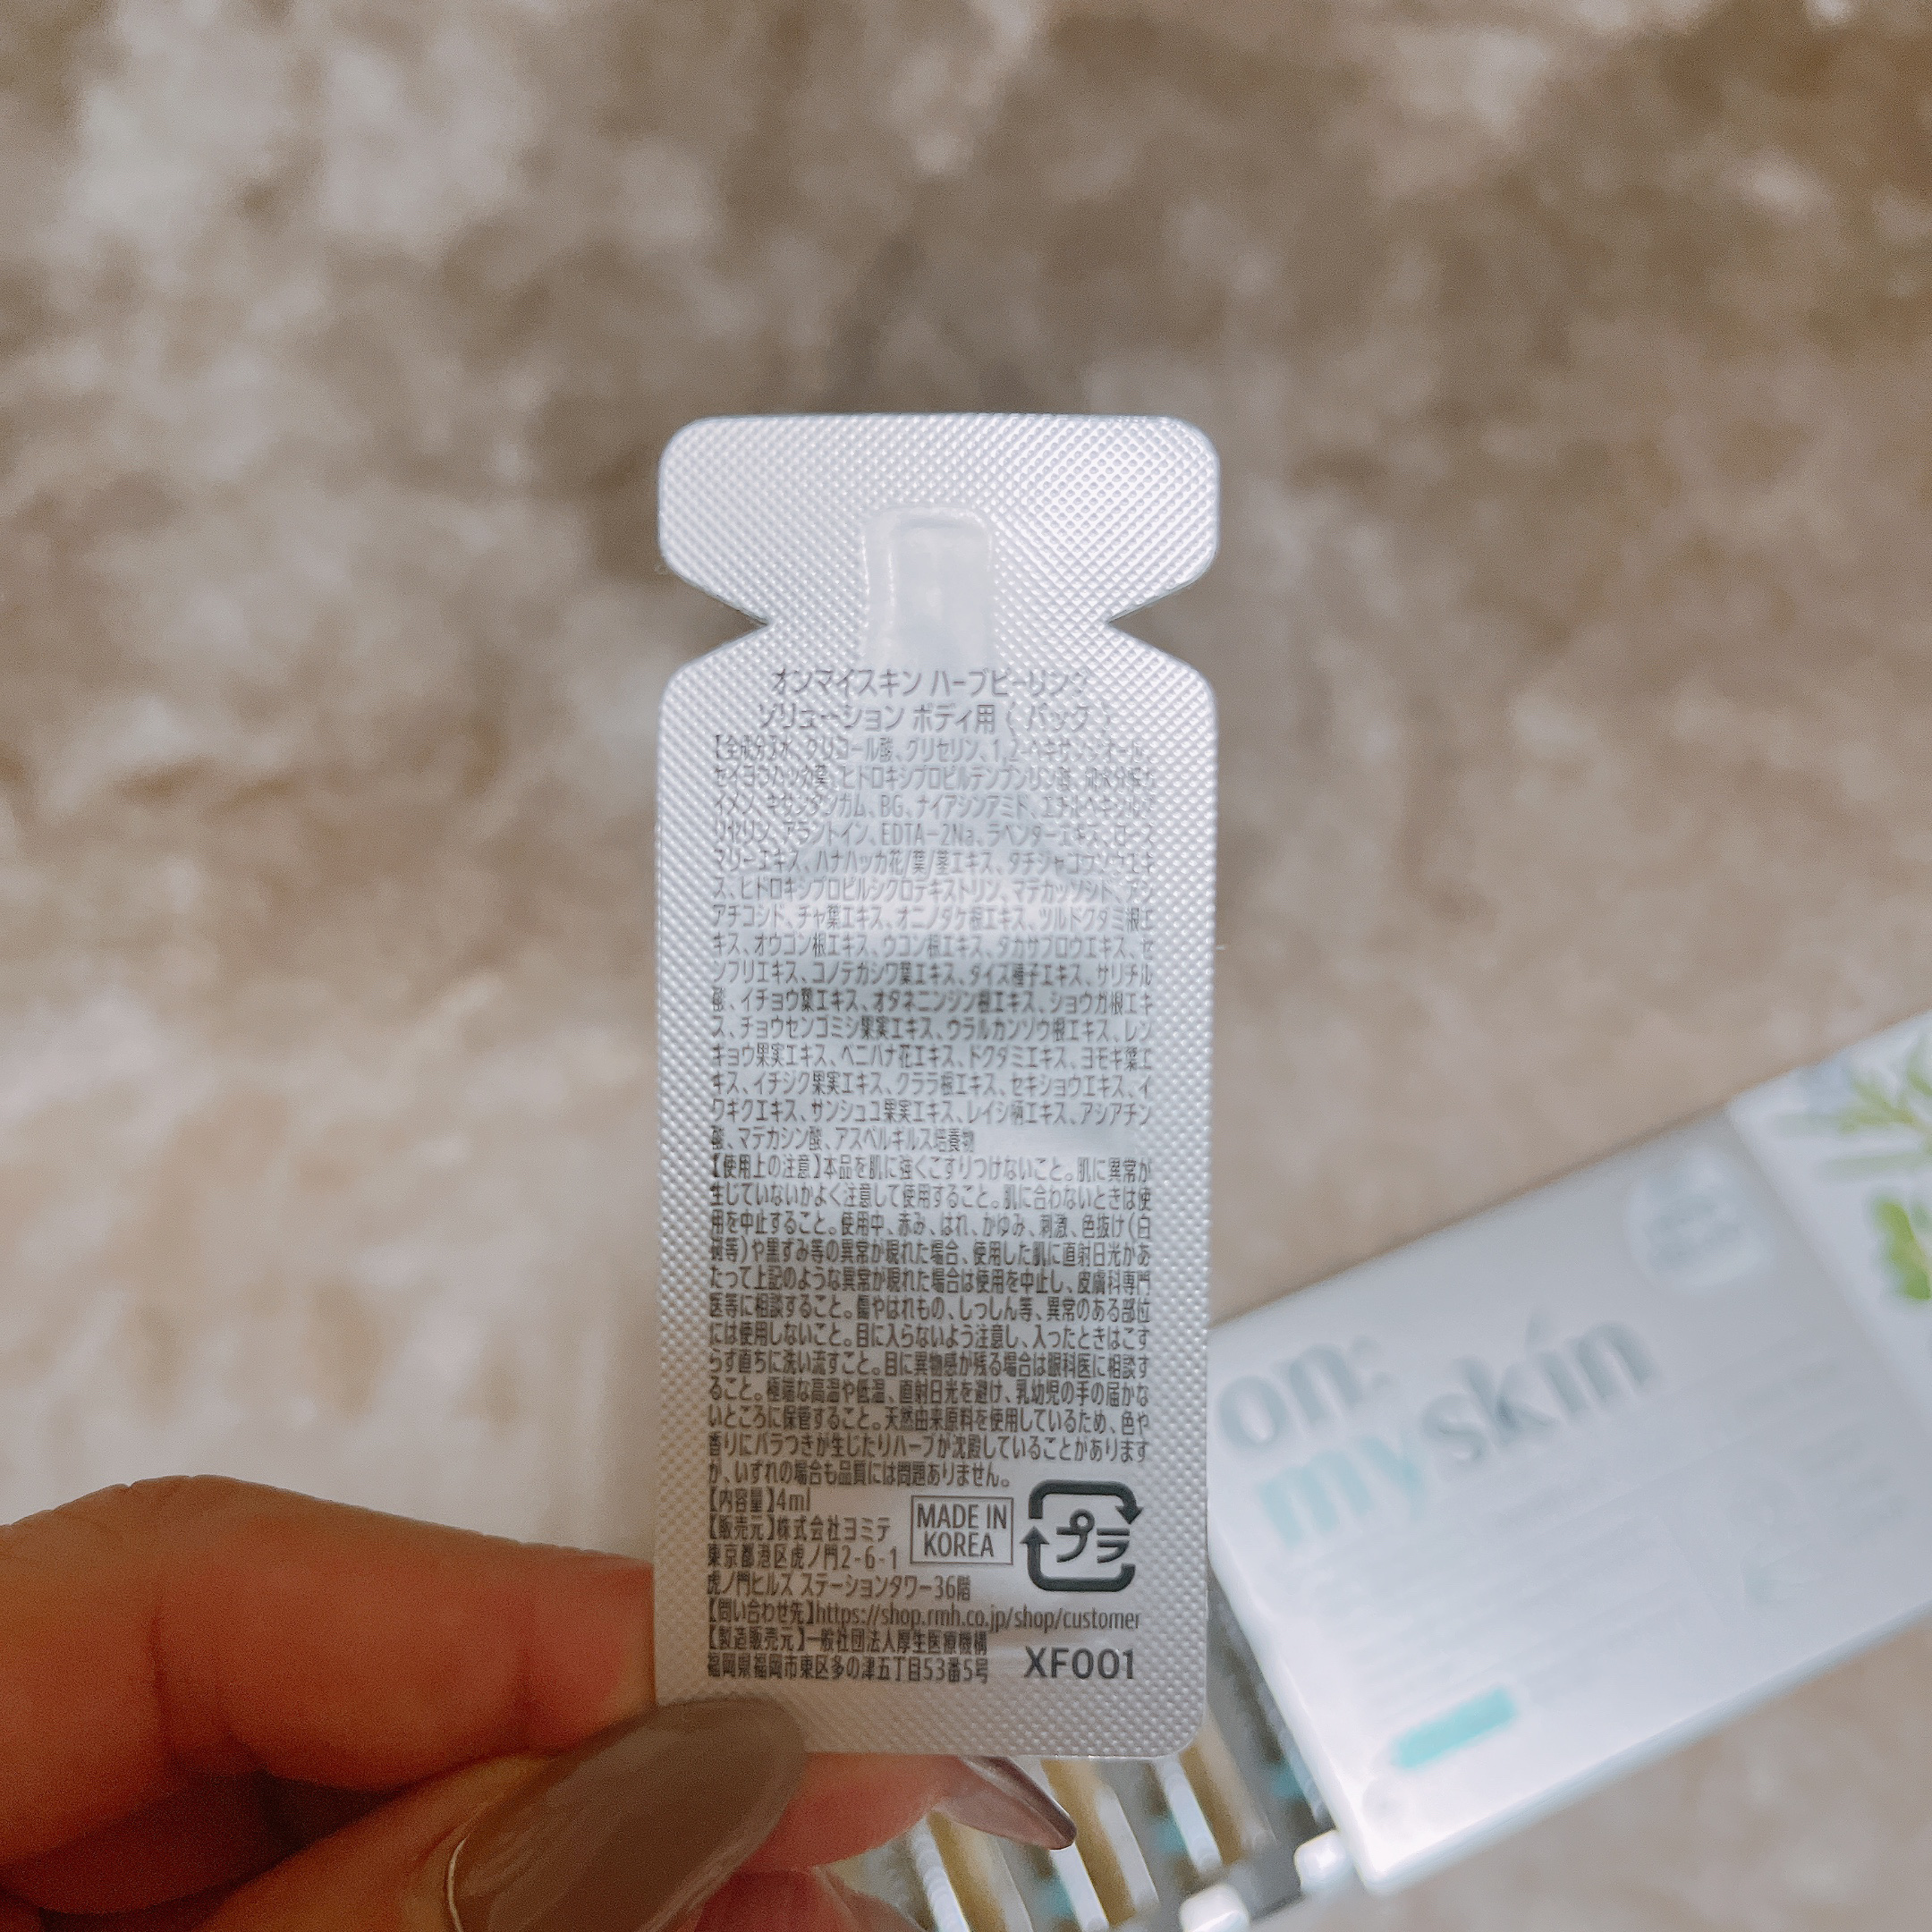 オンマイスキン ハーブピーリング
ソリューション ボディ用（パック）
【全成分】水、グリコール酸、グリセリン、1,2-ヘキサンジオール、
セイヨウハッカ葉、ヒドロキシプロピルデンプンリン酸、加水分解
イメン、キサンタンガム、BG、ナイアシンアミド、エチルヘキシルグ
リセリン、アラントイン、EDTA-2Na、ラベンダーエキス、ローズ
マリーエキス、ハナハッカ花/葉/茎エキス、タチジャコウソウエキ
ス、ヒドロキシプロピルシクロデキストリン、マデカッソシド、アシ
アチコシド、チャ葉エキス、オニノダケ根エキス、ツルドクダミ根エ
キス、オウゴン根エキス、ウコン根エキス、タカサブロウエキス、セ
ンブリエキス、コノテガシワ葉エキス、ダイズ種子エキス、サリチル
酸、イチョウ葉エキス、オタネニンジン根エキス、ショウガ根エキ
ス、チョウセンゴミシ果実エキス、ウラルカンゾウ根エキス、レン
ギョウ果実エキス、ベニバナ花エキス、ドクダミエキス、ヨモギ葉エ
キス、イチジク果実エキス、クララ根エキス、セキショウエキス、イ
ワギクエキス、サンシュユ果実エキス、レイシ柄エキス、アシアチン
酸、マデカシン酸、アスペルギルス培養物
【使用上の注意】本品を肌に強くこすりつけないこと。肌に異常が
生じていないかよく注意して使用すること。肌に合わないときは使
用を中止すること。使用中、赤み、はれ、かゆみ、刺激、色抜け（白
斑等）や黒ずみ等の異常が現れた場合、使用した肌に直射日光があ
たって上記のような異常が現れた場合は使用を中止し、皮膚科専門
医等に相談すること。傷やはれもの、しっしん等、異常のある部位
には使用しないこと。目に入らないよう注意し、入ったときはこす
らず直ちに洗い流すこと。目に異物感が残る場合は眼科医に相談す
ること。極端な高温や低温、直射日光を避け、乳幼児の手の届かな
いところに保管すること。天然由来原料を使用しているため、色や
香りにバラつきが生じたりハーブが沈殿していることがあります
が、いずれの場合も品質には問題ありません。
【内容量】4ml
【販売元】株式会社ヨミテ
東京都港区虎ノ門2-6-1
虎ノ門ヒルズ ステーションタワー36階
MADE IN
KOREA
プラ
【問い合わせ先】https://shop.rmh.co.jp/shop/customer
【製造販売元】一般社団法人厚生医療機構
福岡県福岡市東区多の津五丁目53番5号
XF001
on:
my skin